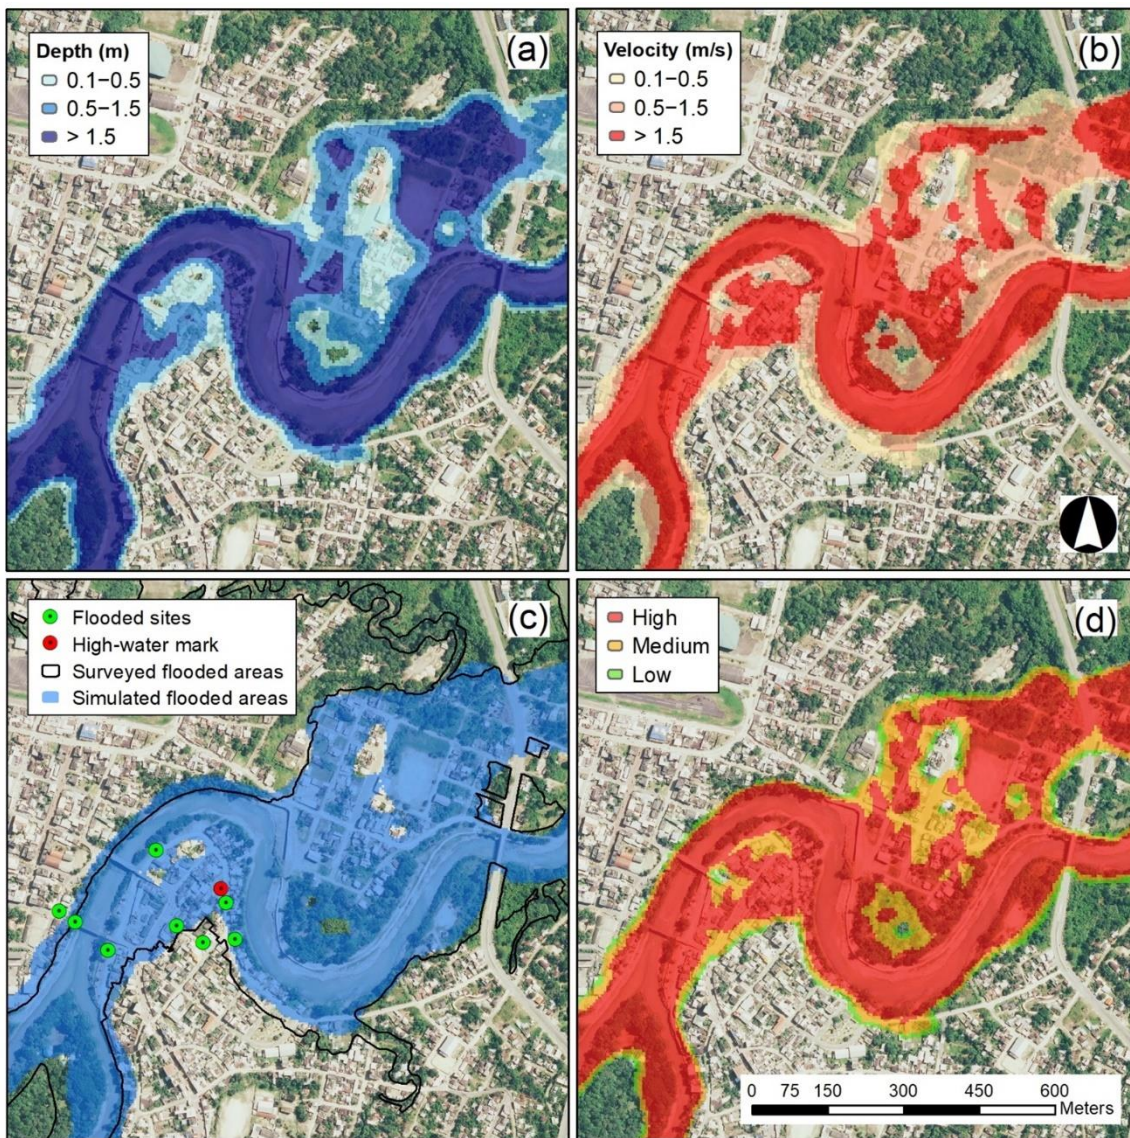 Depth (m)
0.1–0.5
0.5–1.5
> 1.5
(a)
Velocity (m/s)
0.1–0.5
0.5–1.5
> 1.5
(b)
Flooded sites
High-water mark
Surveyed flooded areas
Simulated flooded areas
(c)
High
Medium
Low
(d)
0 75 150 300 450 600
Meters